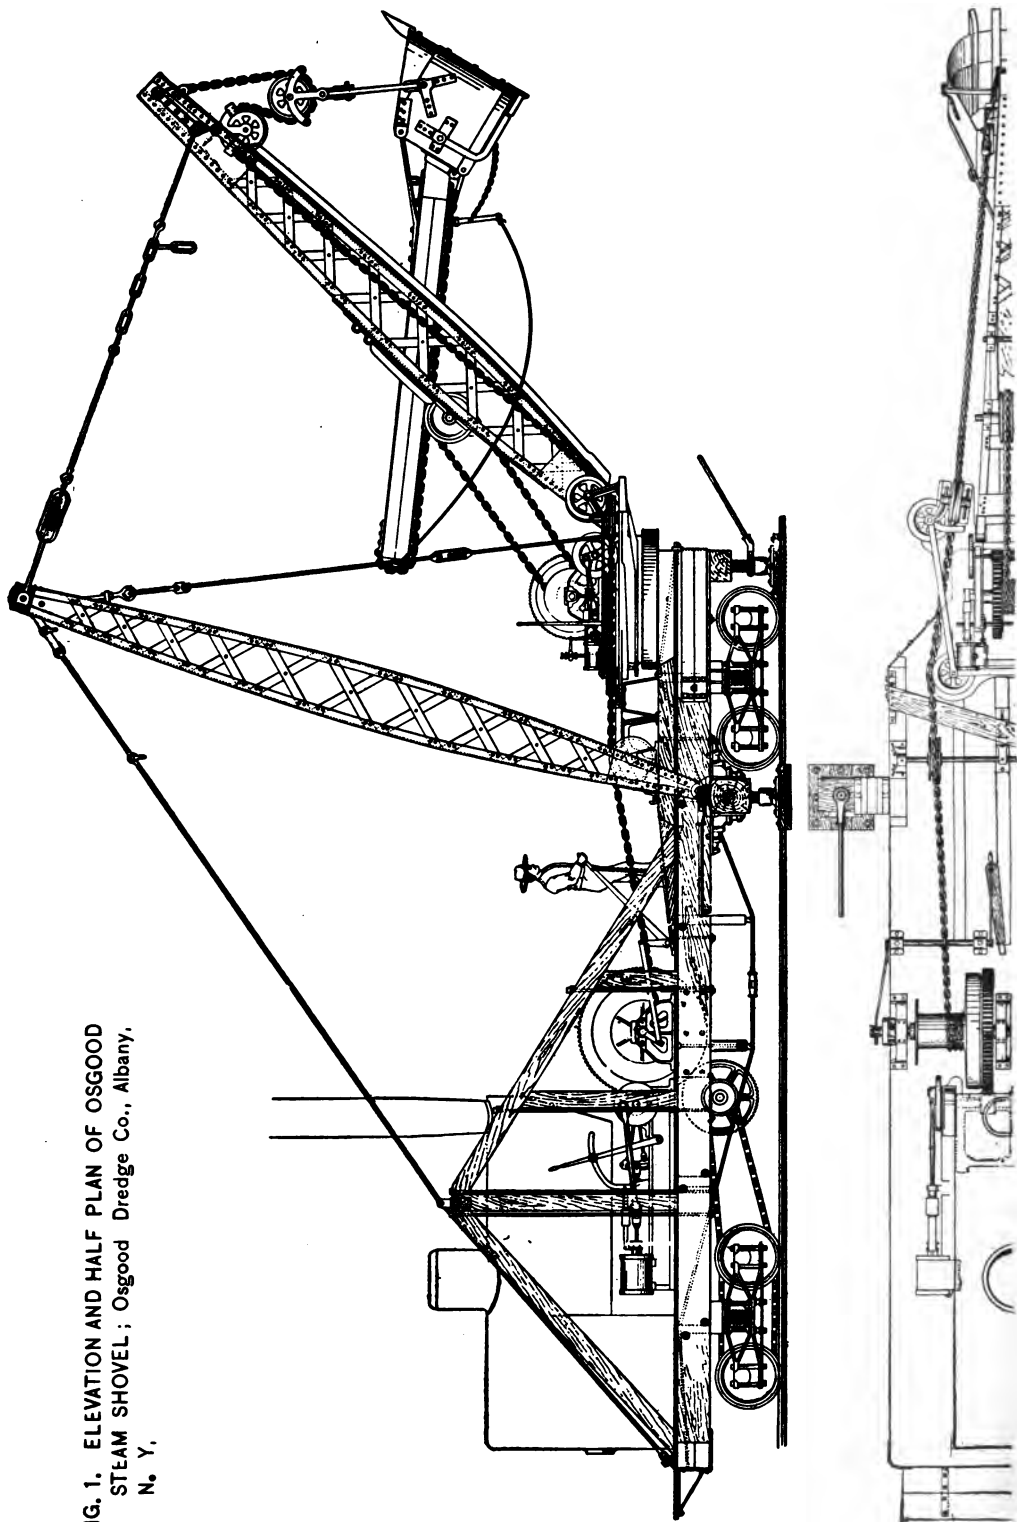 IG. 1. ELEVATION AND HALF PLAN OF OSGOOD
STEAM SHOVEL; Osgood Dredge Co., Albany,
N. Y.